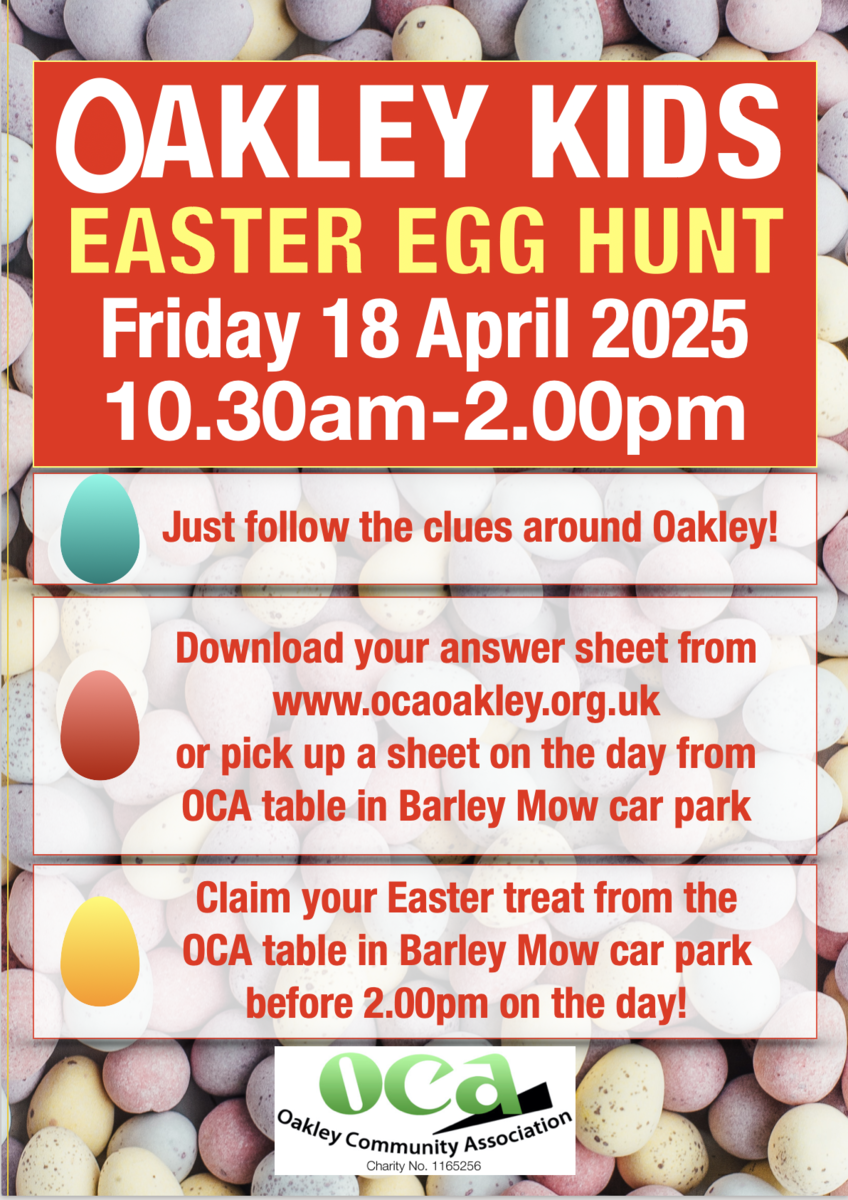 OAKLEY KIDS
EASTER EGG HUNT
Friday 18 April 2025
10.30am-2.00pm
Just follow the clues around Oakley!
Download your answer sheet from
www.ocaoakley.org.uk
or pick up a sheet on the day from
OCA table in Barley Mow car park
Claim your Easter treat from the
OCA table in Barley Mow car park
before 2.00pm on the day!
oca
Oakley Community Association
Charity No. 1165256